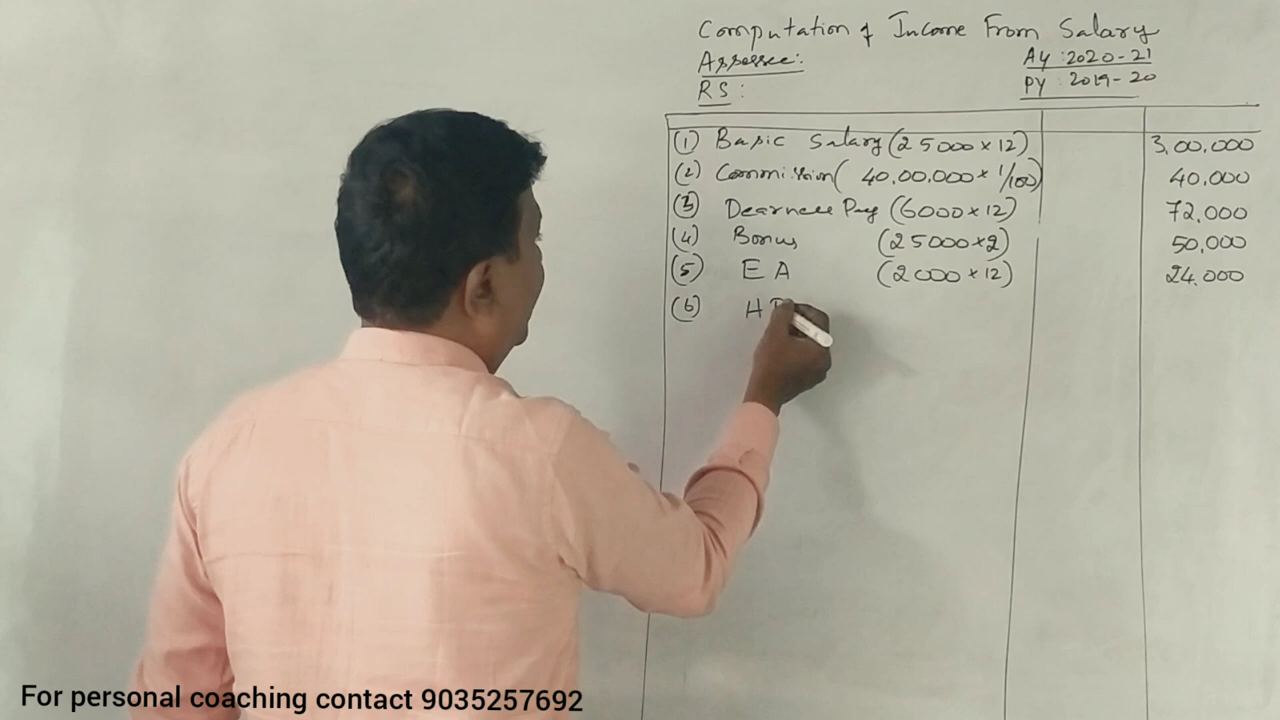 Computation of Income From Salary
Assessee:
AY : 2020-21
RS :
PY : 2019-20
(1) Basic Salary (25000 × 12) 3,00,000
(2) Commission ( 40,00,000 × 1/100) 40,000
(3) Dearness Pay (6000 × 12) 72,000
(4) Bonus (25000 × 2) 50,000
(5) EA (2000 × 12) 24.000
(6) H
For personal coaching contact 9035257692